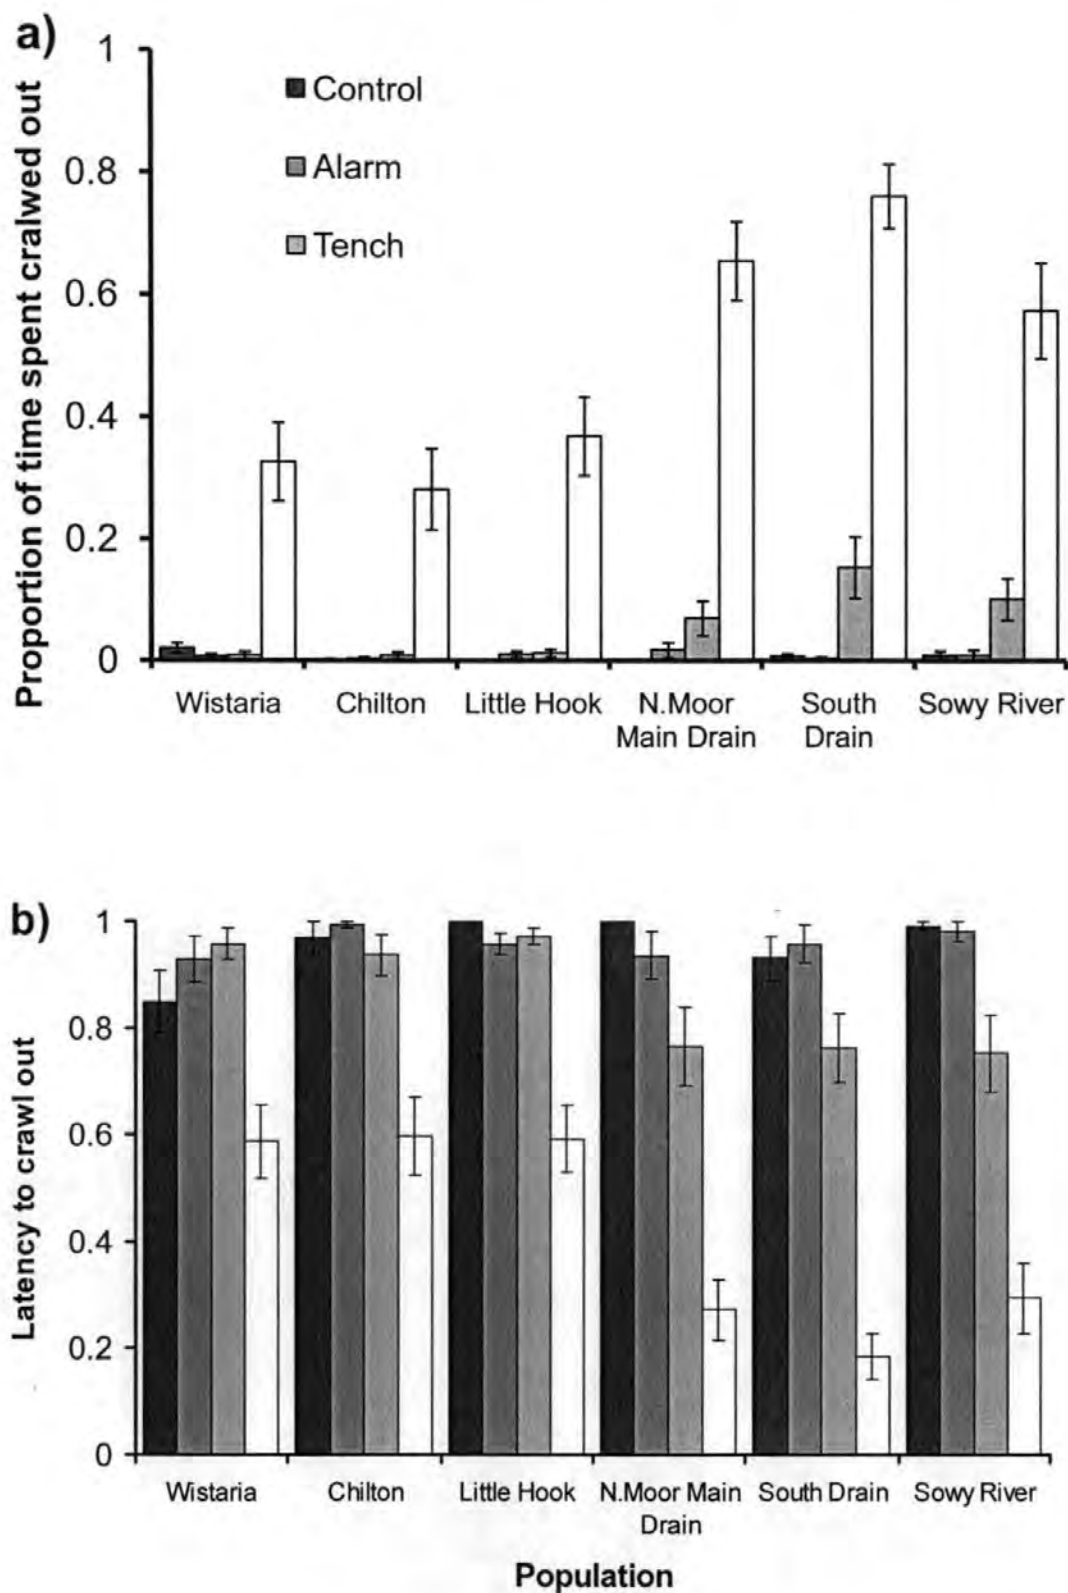 a)
Proportion of time spent cralwed out
1
0.8
0.6
0.4
0.2
0
Control
Alarm
Tench
Wistaria
Chilton
Little Hook
N.Moor
Main Drain
South
Drain
Sowy River
b)
Latency to crawl out
1
0.8
0.6
0.4
0.2
0
Wistaria
Chilton
Little Hook
N.Moor Main
Drain
South Drain
Sowy River
Population